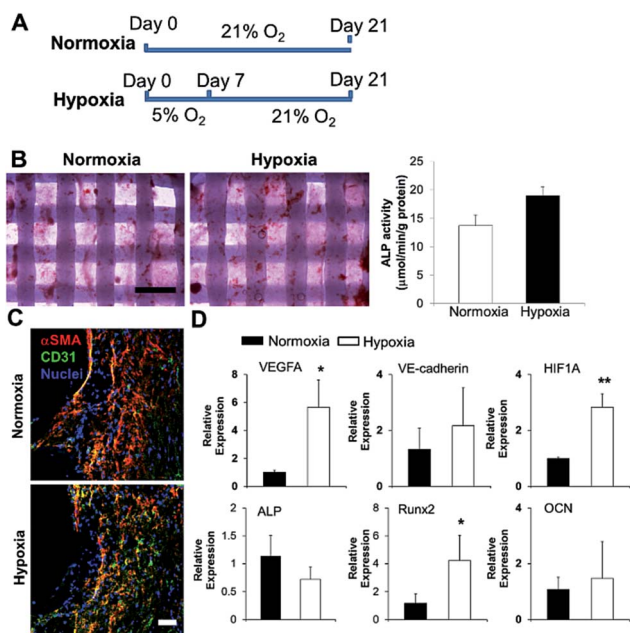 A
Day 0
21% O2
Day 21
Normoxia
Day 0
Day 7
Day 21
Hypoxia
5% O2
21% O2
B
Normoxia
Hypoxia
ALP activity
(μmol/min/g protein)
25
20
15
10
5
0
Normoxia
Hypoxia
C
αSMA
CD31
Nuclei
Normoxia
Hypoxia
D
Normoxia
Hypoxia
VEGFA
Relative
Expression
8
6
4
2
0
*
VE-cadherin
Relative
Expression
4
2
0
HIF1A
Relative
Expression
4
2
0
**
ALP
Relative
Expression
2
1.5
1
0.5
0
Runx2
Relative
Expression
8
6
4
2
0
*
OCN
Relative
Expression
4
2
0